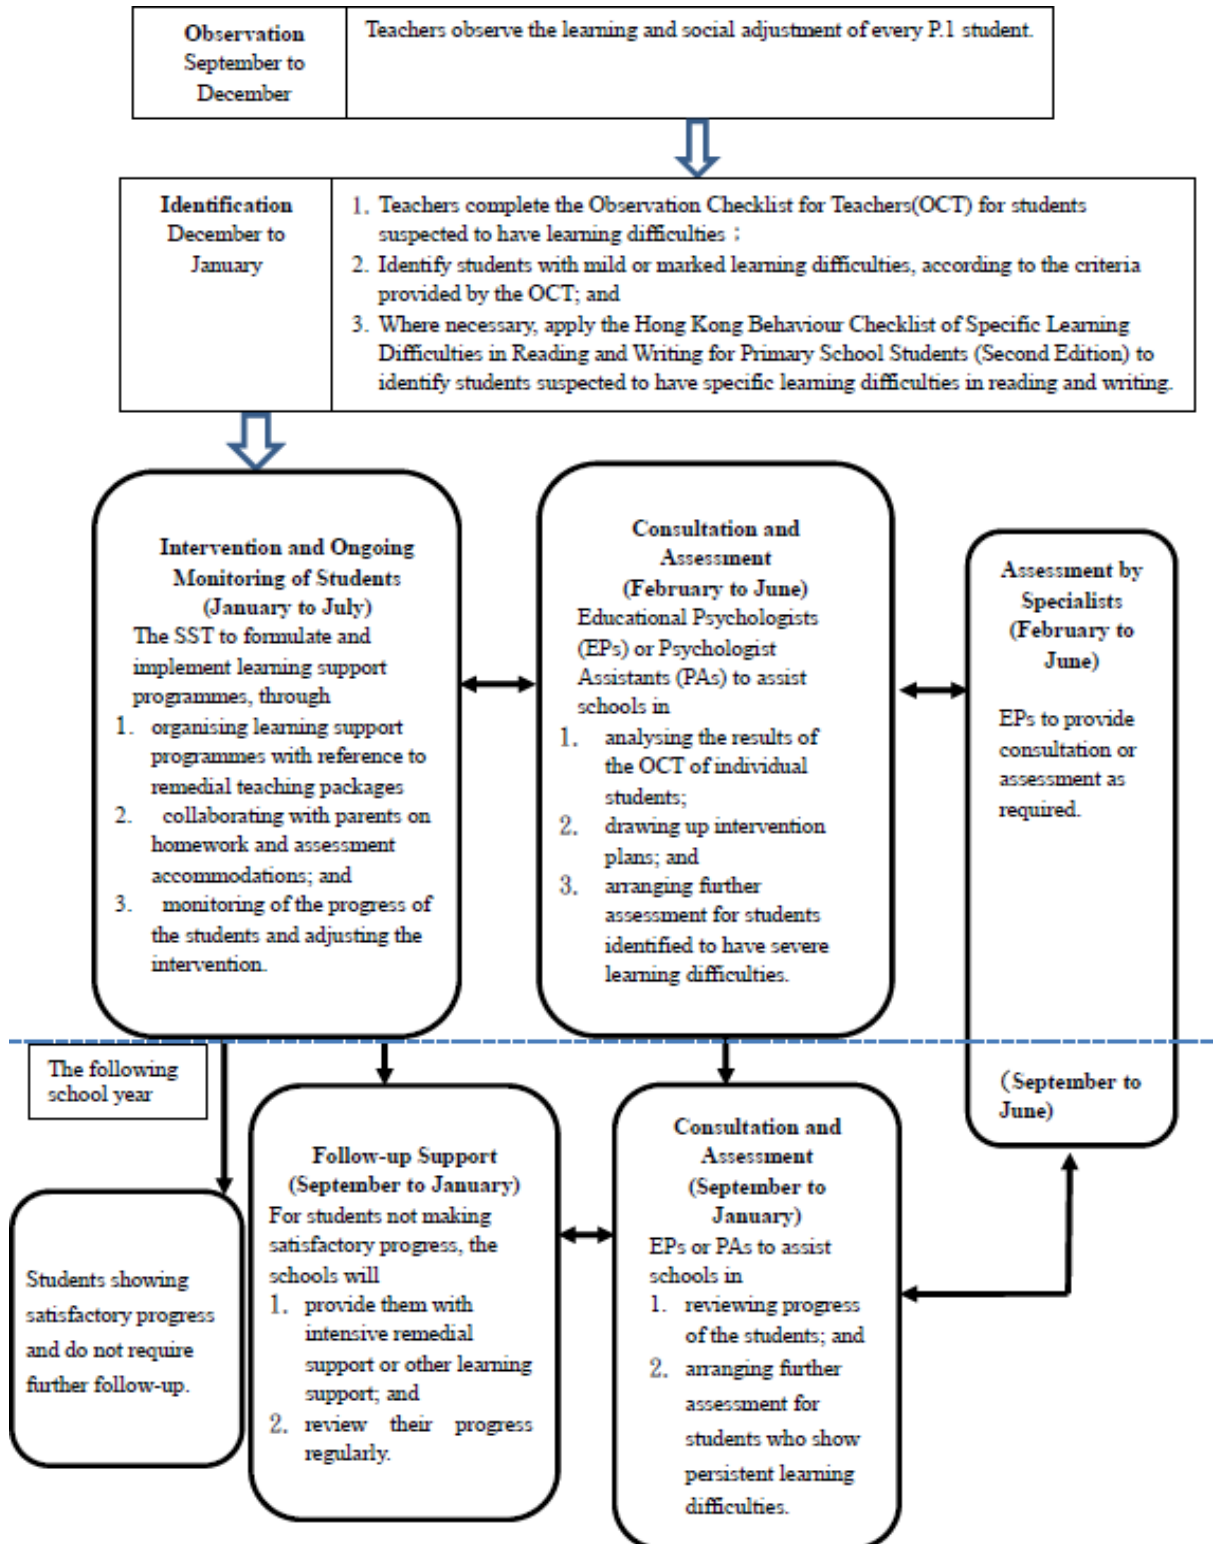 Observation
September to
December
Teachers observe the learning and social adjustment of every P.1 student.
Identification
December to
January
1. Teachers complete the Observation Checklist for Teachers(OCT) for students
suspected to have learning difficulties ;
2. Identify students with mild or marked learning difficulties, according to the criteria
provided by the OCT; and
3. Where necessary, apply the Hong Kong Behaviour Checklist of Specific Learning
Difficulties in Reading and Writing for Primary School Students (Second Edition) to
identify students suspected to have specific learning difficulties in reading and writing.
Intervention and Ongoing
Monitoring of Students
(January to July)
The SST to formulate and
implement learning support
programmes, through
1. organising learning support
programmes with reference to
remedial teaching packages
2. collaborating with parents on
homework and assessment
accommodations; and
3. monitoring of the progress of
the students and adjusting the
intervention.
Consultation and
Assessment
(February to June)
Educational Psychologists
(EPs) or Psychologist
Assistants (PAs) to assist
schools in
1. analysing the results of
the OCT of individual
students;
2. drawing up intervention
plans; and
3. arranging further
assessment for students
identified to have severe
learning difficulties.
Assessment by
Specialists
(February to
June)
EPs to provide
consultation or
assessment as
required.
(September to
June)
The following
school year
Students showing
satisfactory progress
and do not require
further follow-up.
Follow-up Support
(September to January)
For students not making
satisfactory progress, the
schools will
1. provide them with
intensive remedial
support or other learning
support; and
2. review their progress
regularly.
Consultation and
Assessment
(September to
January)
EPs or PAs to assist
schools in
1. reviewing progress
of the students; and
2. arranging further
assessment for
students who show
persistent learning
difficulties.